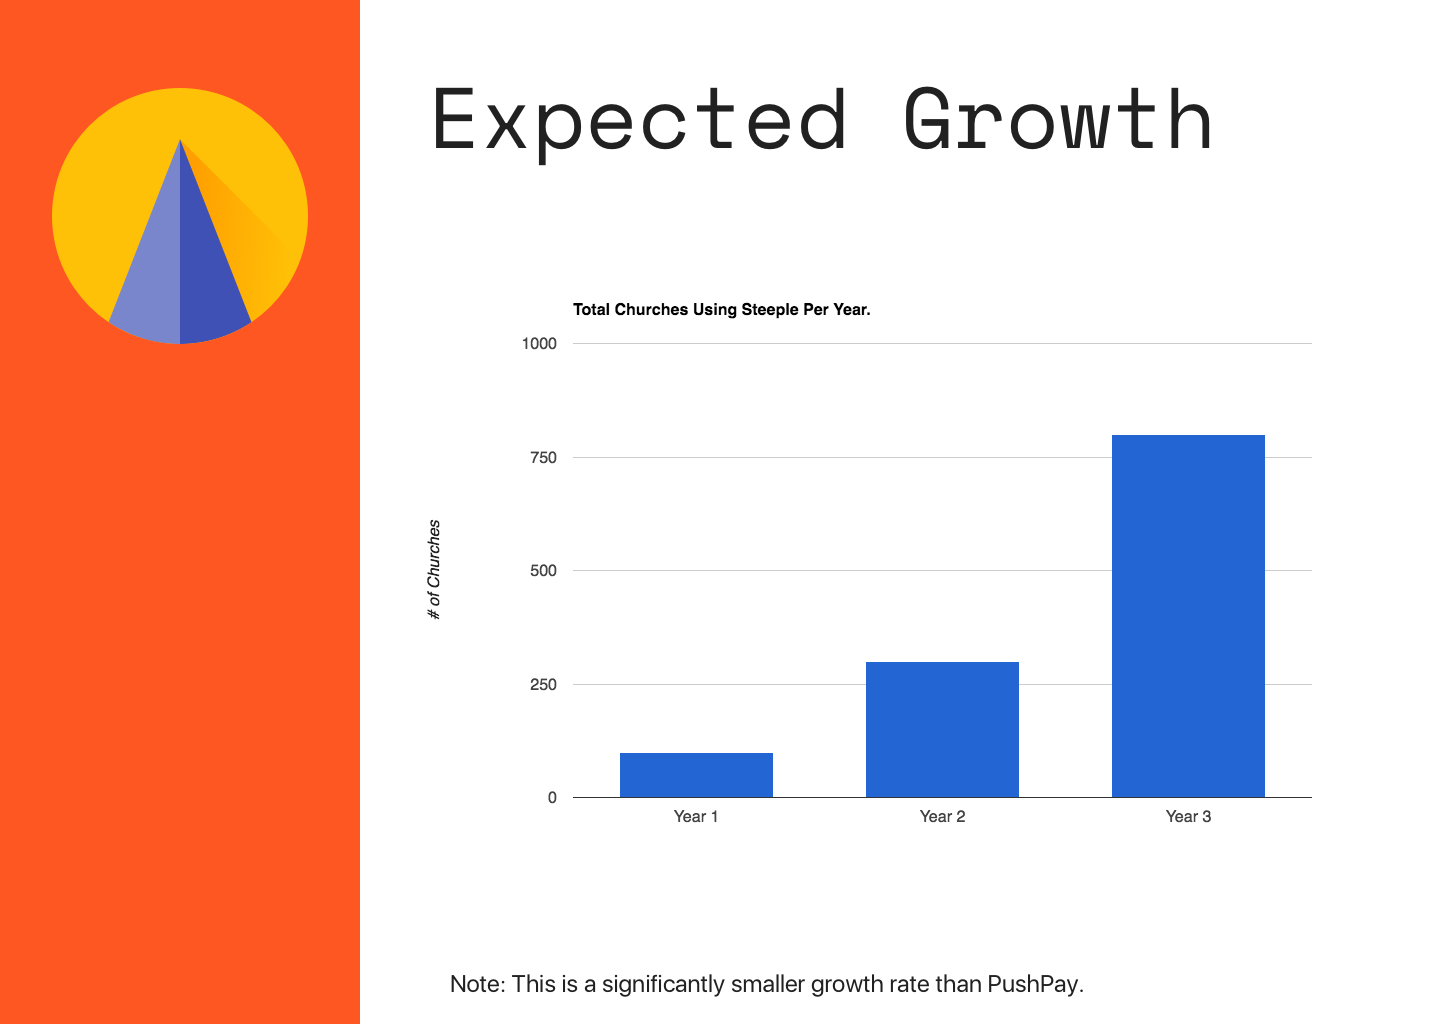 Expected Growth
Total Churches Using Steeple Per Year.
1000
750
500
250
0
# of Churches
Year 1
Year 2
Year 3
Note: This is a significantly smaller growth rate than PushPay.